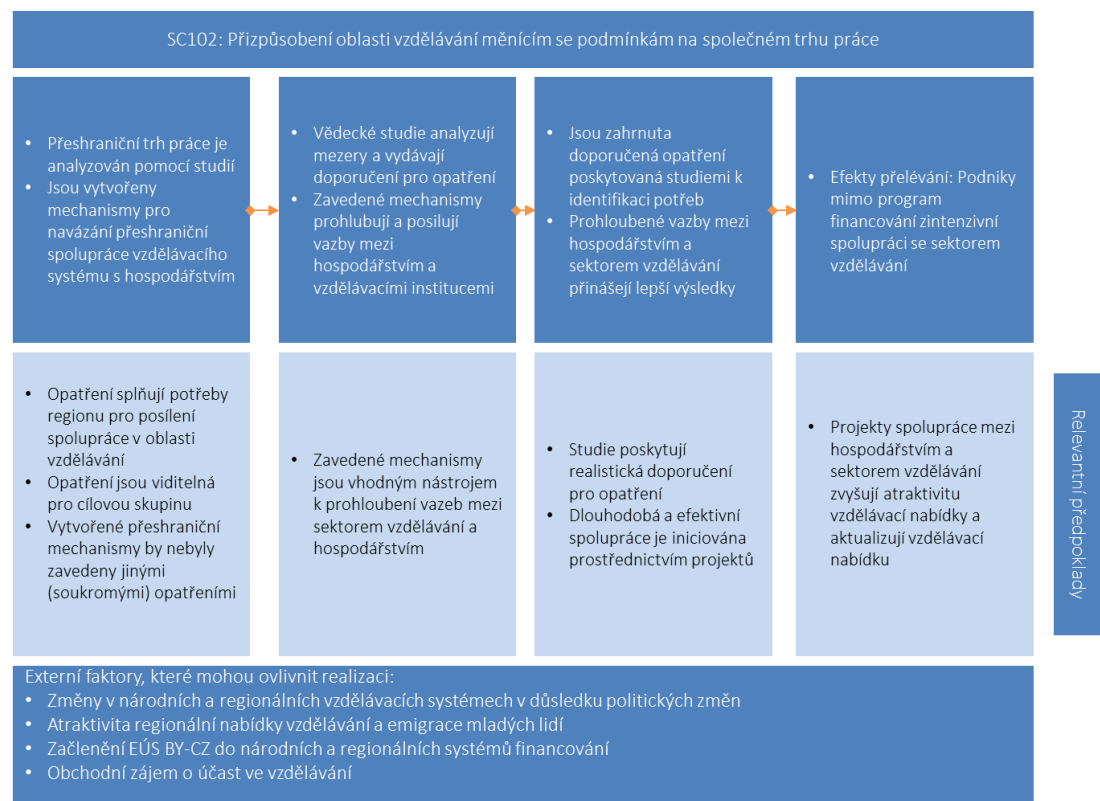 SC102: Přizpůsobení oblasti vzdělávání měnícím se podmínkám na společném trhu práce
• Přeshraniční trh práce je
analyzován pomocí studií
• Jsou vytvořeny
mechanismy pro
navázání přeshraniční
spolupráce vzdělávacího
systému s hospodářstvím
• Vědecké studie analyzují
mezery a vydávají
doporučení pro opatření
• Zavedené mechanismy
prohlubují a posilují
vazby mezi
hospodářstvím a
vzdělávacími institucemi
• Jsou zahrnuta
doporučená opatření
poskytovaná studiemi k
identifikaci potřeb
• Prohloubené vazby mezi
hospodářstvím a
sektorem vzdělávání
přinášejí lepší výsledky
• Efekty přelévání: Podniky
mimo program
financování zintenzivní
spolupráci se sektorem
vzdělávání
• Opatření splňují potřeby
regionu pro posílení
spolupráce v oblasti
vzdělávání
• Opatření jsou viditelná
pro cílovou skupinu
• Vytvořené přeshraniční
mechanismy by nebyly
zavedeny jinými
(soukromými) opatřeními
• Zavedené mechanismy
jsou vhodným nástrojem
k prohloubení vazeb mezi
sektorem vzdělávání a
hospodářstvím
• Studie poskytují
realistická doporučení
pro opatření
• Dlouhodobá a efektivní
spolupráce je iniciována
prostřednictvím projektů
• Projekty spolupráce mezi
hospodářstvím a
sektorem vzdělávání
zvyšují atraktivitu
vzdělávací nabídky a
aktualizují vzdělávací
nabídku
Relevantní předpoklady
Externí faktory, které mohou ovlivnit realizaci:
• Změny v národních a regionálních vzdělávacích systémech v důsledku politických změn
• Atraktivita regionální nabídky vzdělávání a emigrace mladých lidí
• Začlenění EÚS BY-CZ do národních a regionálních systémů financování
• Obchodní zájem o účast ve vzdělávání